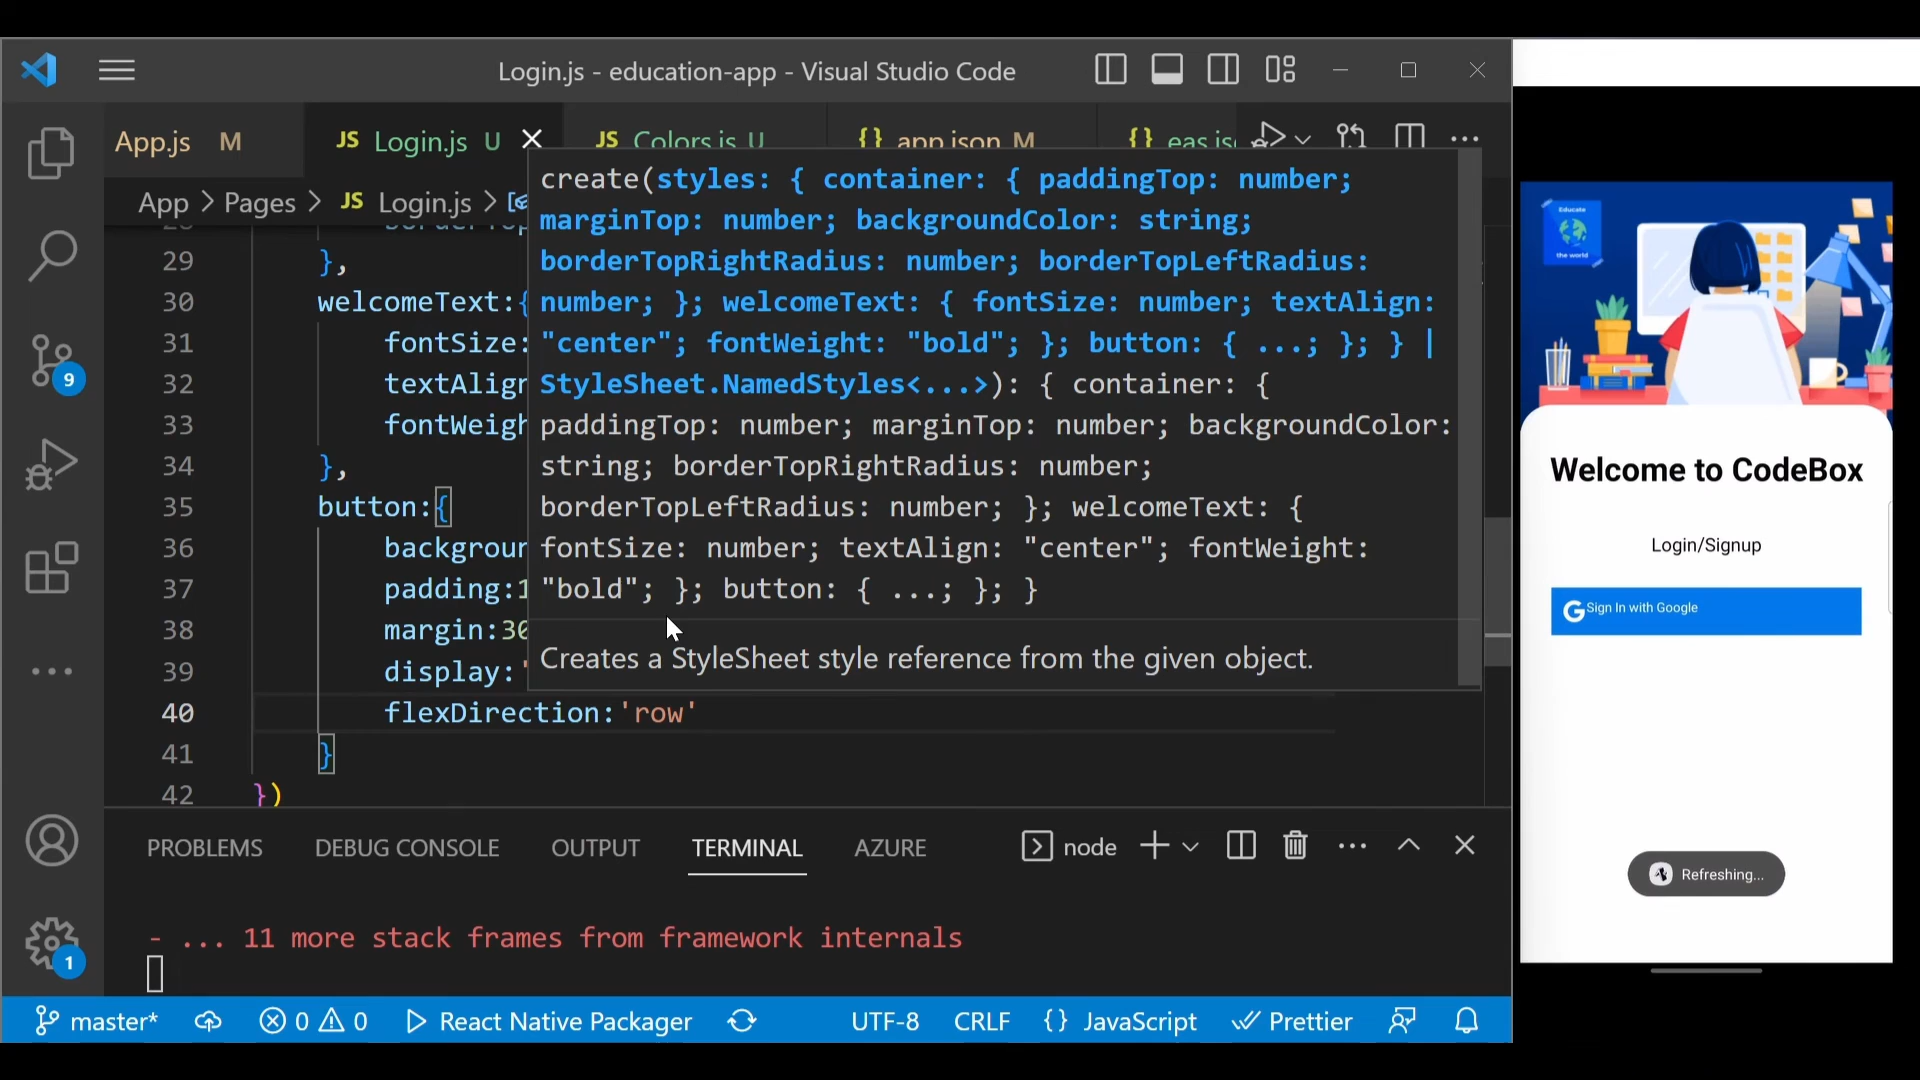 Login.js - education-app - Visual Studio Code
App.js M
JS Login.js U
JS Colors.js U
{} app.json M
{}
App > Pages > JS Login.js >
create(styles: { container: { paddingTop: number;
marginTop: number; backgroundColor: string;
borderTopRightRadius: number; borderTopLeftRadius:
number; }; welcomeText: { fontSize: number; textAlign:
"center"; fontWeight: "bold"; }; button: { ...; }; } |
StyleSheet.NamedStyles<...>): { container: {
paddingTop: number; marginTop: number; backgroundColor:
string; borderTopRightRadius: number;
borderTopLeftRadius: number; }; welcomeText: {
fontSize: number; textAlign: "center"; fontWeight:
"bold"; }; button: { ...; }; }
Creates a StyleSheet style reference from the given object.
29 },
30 welcomeText:{
31 fontSize:
32 textAlign
33 fontWeigh
34 },
35 button:{
36 backgroun
37 padding:1
38 margin:30
39 display:'
40 flexDirection:'row'
41 }
42 })
PROBLEMS DEBUG CONSOLE OUTPUT TERMINAL AZURE node
- ... 11 more stack frames from framework internals
9
1
master* 0 0 React Native Packager UTF-8 CRLF {} JavaScript Prettier
Educate
the world
Welcome to CodeBox
Login/Signup
G Sign In with Google
Refreshing...